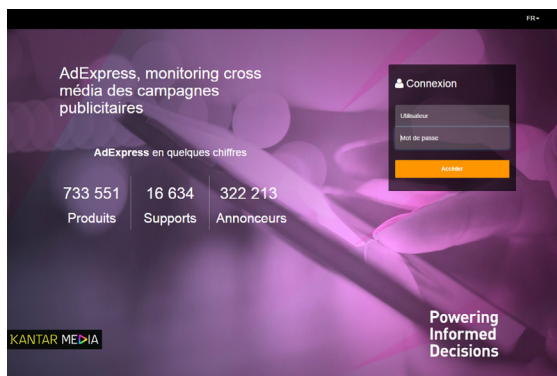 FR
AdExpress, monitoring cross
média des campagnes
publicitaires
Connexion
Utilisateur
Mot de passe
Accéder
AdExpress en quelques chiffres
733 551
Produits
16 634
Supports
322 213
Annonceurs
KANTAR MEDIA
Powering
Informed
Decisions